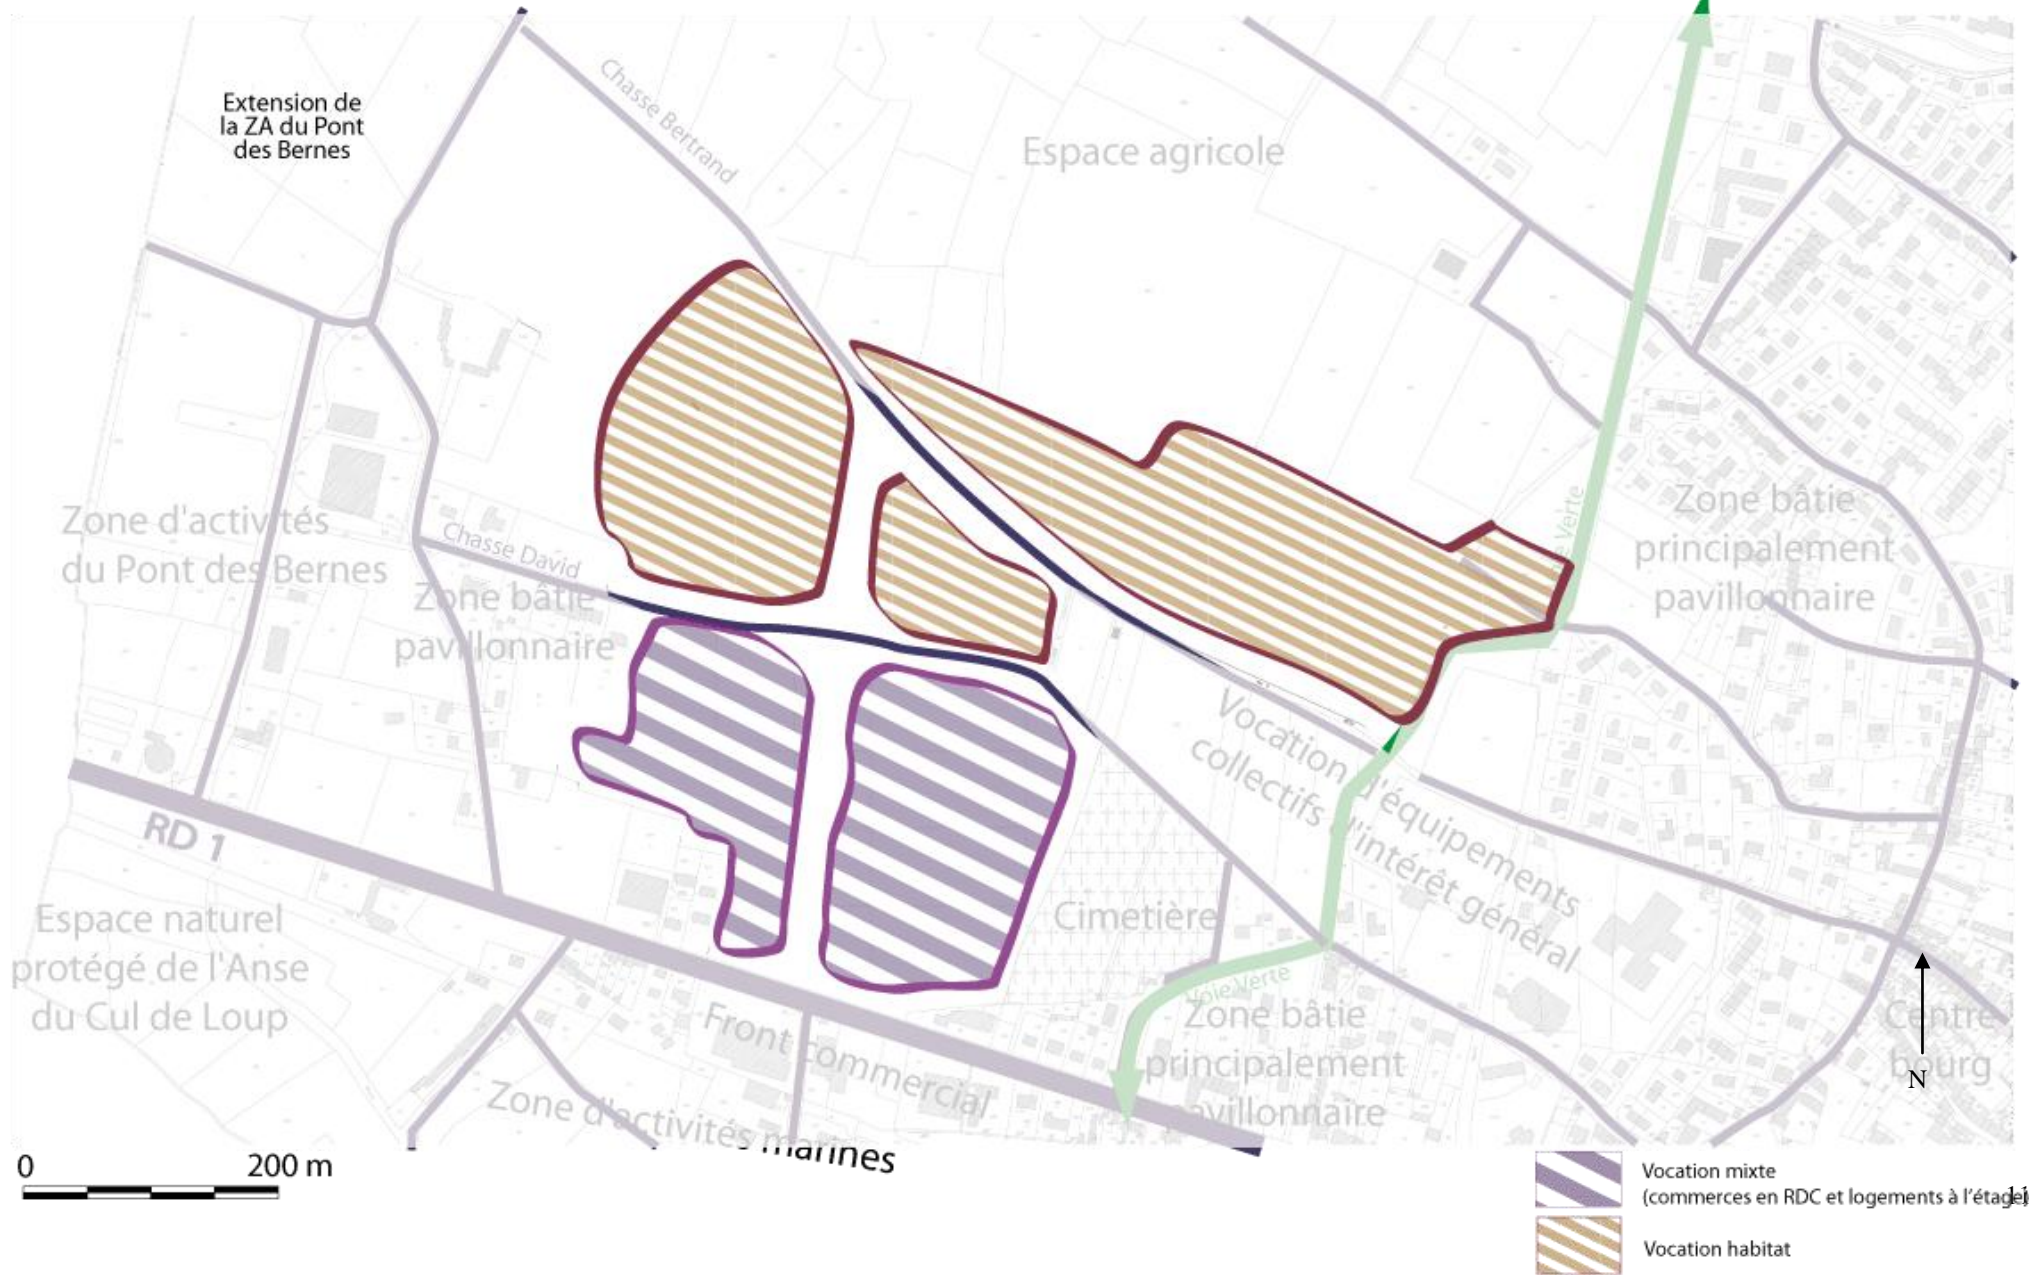 Extension de
la ZA du Pont
des Bernes
Chasse Bertrand
Espace agricole
Zone d'activités
du Pont des Bernes
Chasse David
Zone bâtie
pavillonnaire
Verte
Zone bâtie
principalement
pavillonnaire
Vocation d'équipements
collectifs d'intérêt général
RD 1
Espace naturel
protégé de l'Anse
du Cul de Loup
Cimetière
Voie Verte
Zone bâtie
principalement
pavillonnaire
Front commercial
Zone d'activités marines
Centre
bourg
N
0 200 m
Vocation mixte
(commerces en RDC et logements à l'étage)
Vocation habitat